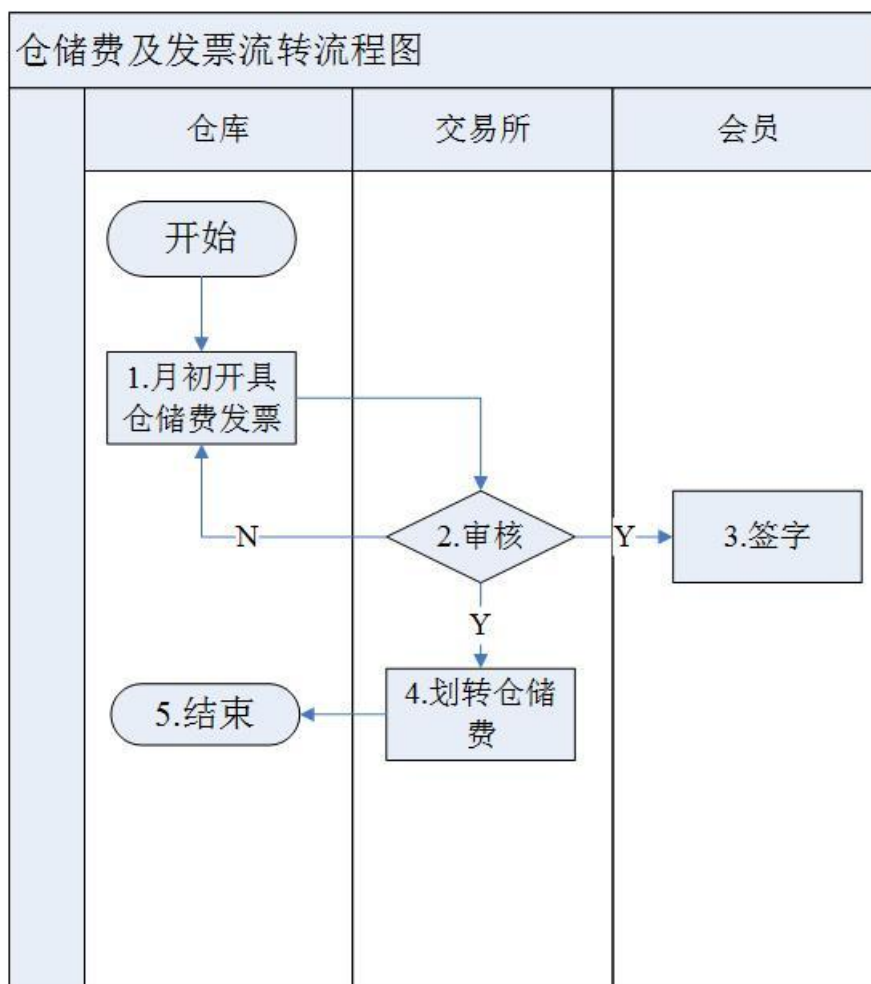 仓储费及发票流转流程图
仓库
交易所
会员
开始
1.月初开具
仓储费发票
N
2.审核
Y
3.签字
Y
5.结束
4.划转仓储
费